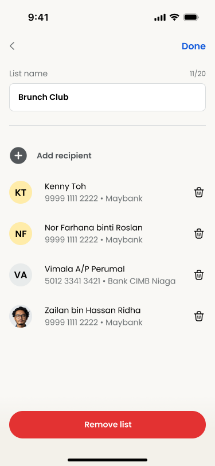 9:41
Done
List name
11/20
Brunch Club
Add recipient
KT
Kenny Toh
9999 1111 2222 • Maybank
NF
Nor Farhana binti Roslan
9999 1111 2222 • Maybank
VA
Vimala A/P Perumal
5012 3341 3421 • Bank CIMB Niaga
Zailan bin Hassan Ridha
9999 1111 2222 • Maybank
Remove list